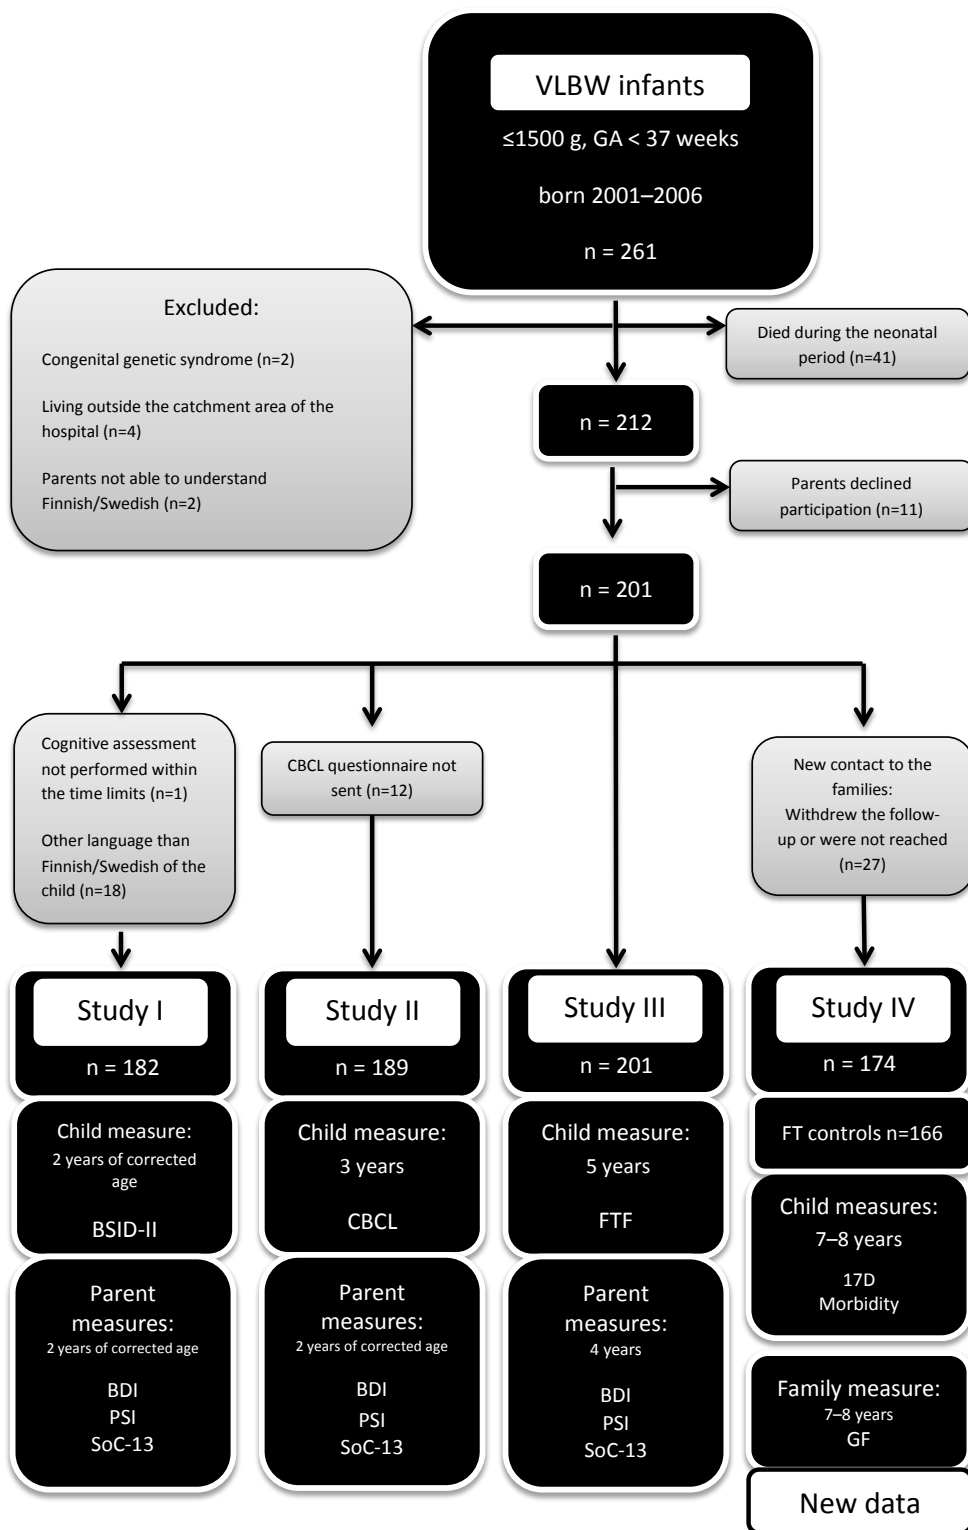 VLBW infants
≤1500 g, GA < 37 weeks
born 2001–2006
n = 261
Excluded:
Congenital genetic syndrome (n=2)
Living outside the catchment area of the
hospital (n=4)
Parents not able to understand
Finnish/Swedish (n=2)
Died during the neonatal
period (n=41)
n = 212
Parents declined
participation (n=11)
n = 201
Cognitive assessment
not performed within
the time limits (n=1)
Other language than
Finnish/Swedish of the
child (n=18)
CBCL questionnaire not
sent (n=12)
New contact to the
families:
Withdrew the follow-
up or were not reached
(n=27)
Study I
n = 182
Child measure:
2 years of corrected
age
BSID-II
Parent
measures:
2 years of corrected age
BDI
PSI
SoC-13
Study II
n = 189
Child measure:
3 years
CBCL
Parent
measures:
2 years of corrected age
BDI
PSI
SoC-13
Study III
n = 201
Child measure:
5 years
FTF
Parent
measures:
4 years
BDI
PSI
SoC-13
Study IV
n = 174
FT controls n=166
Child measures:
7–8 years
17D
Morbidity
Family measure:
7–8 years
GF
New data